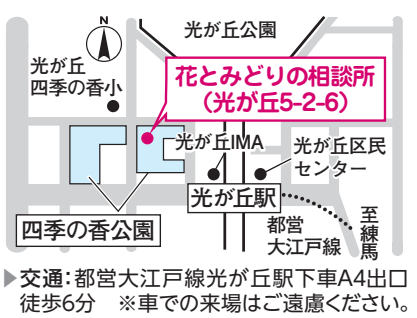 N
光が丘公園
光が丘
四季の香小
花とみどりの相談所
(光が丘5-2-6)
光が丘IMA
光が丘区民
センター
光が丘駅
四季の香公園
都営
大江戸線
至練馬
▶交通:都営大江戸線光が丘駅下車A4出口
徒歩6分 ※車での来場はご遠慮ください。